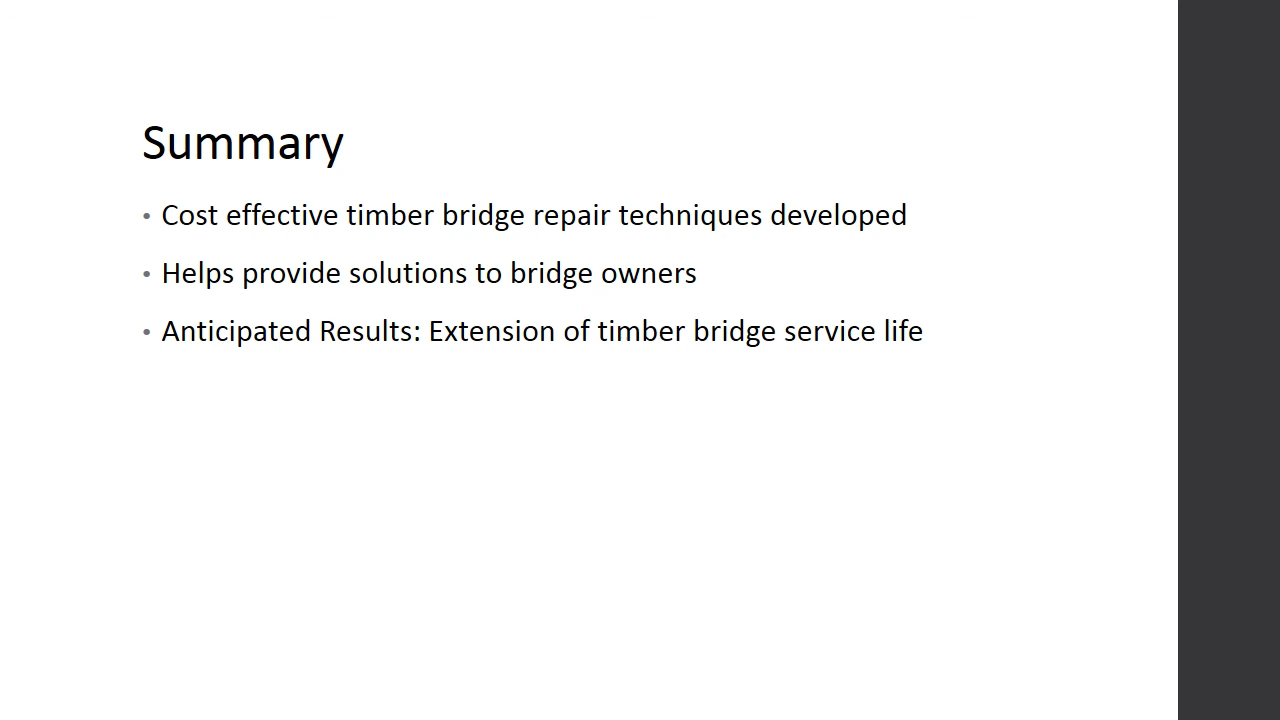 Summary
• Cost effective timber bridge repair techniques developed
• Helps provide solutions to bridge owners
• Anticipated Results: Extension of timber bridge service life